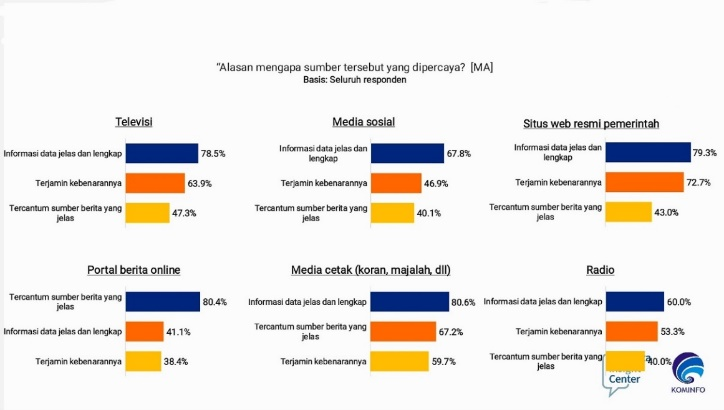 “Alasan mengapa sumber tersebut yang dipercaya? [MA]
Basis: Seluruh responden
Televisi
Informasi data jelas dan lengkap 78.5%
Terjamin kebenarannya 63.9%
Tercantum sumber berita yang
jelas 47.3%
Media sosial
Informasi data jelas dan
lengkap 67.8%
Terjamin kebenarannya 46.9%
Tercantum sumber berita yang
jelas 40.1%
Situs web resmi pemerintah
Informasi data jelas dan
lengkap 79.3%
Terjamin kebenarannya 72.7%
Tercantum sumber berita yang
jelas 43.0%
Portal berita online
Tercantum sumber berita yang
jelas 80.4%
Informasi data jelas dan lengkap 41.1%
Terjamin kebenarannya 38.4%
Media cetak (koran, majalah, dll)
Informasi data jelas dan lengkap 80.6%
Tercantum sumber berita yang
jelas 67.2%
Terjamin kebenarannya 59.7%
Radio
Informasi data jelas dan lengkap 60.0%
Terjamin kebenarannya 53.3%
Tercantum sumber berita yang
jelas 40.0%
Center
KOMINFO